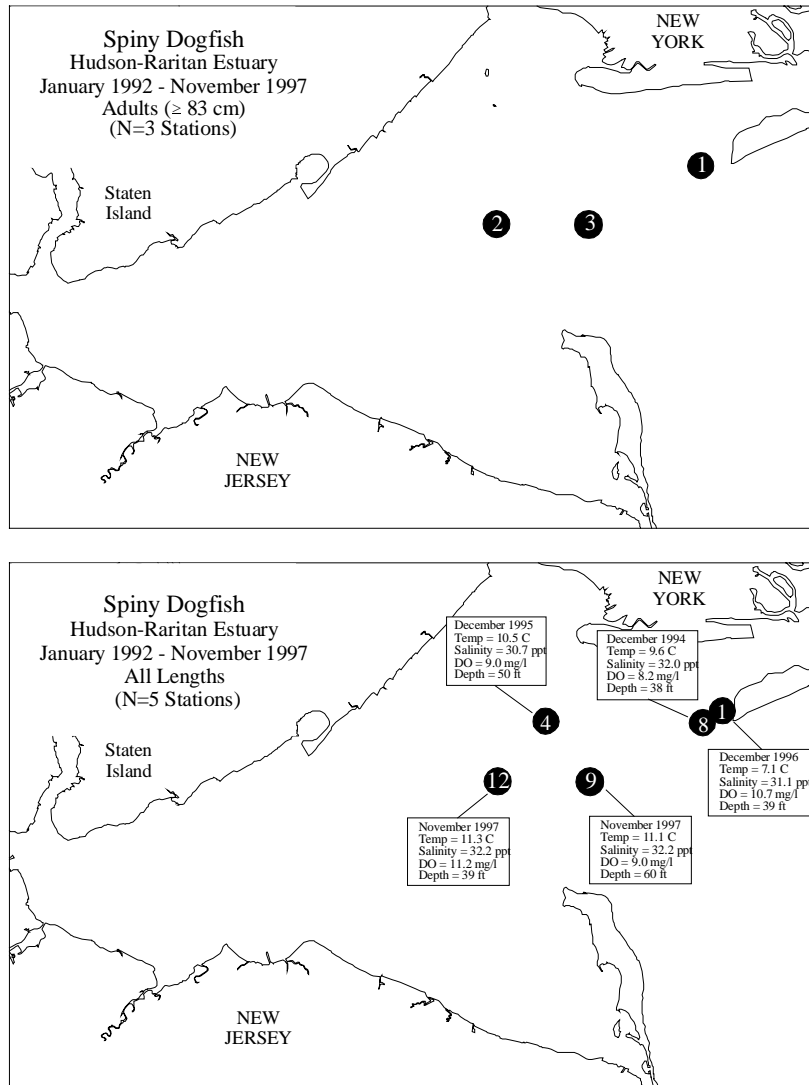 Spiny Dogfish
Hudson-Raritan Estuary
January 1992 - November 1997
Adults (≥ 83 cm)
(N=3 Stations)
NEW
YORK
Staten
Island
1
2
3
NEW
JERSEY
Spiny Dogfish
Hudson-Raritan Estuary
January 1992 - November 1997
All Lengths
(N=5 Stations)
NEW
YORK
December 1995
Temp = 10.5 C
Salinity = 30.7 ppt
DO = 9.0 mg/l
Depth = 50 ft
December 1994
Temp = 9.6 C
Salinity = 32.0 ppt
DO = 8.2 mg/l
Depth = 38 ft
Staten
Island
4
8
1
12
9
December 1996
Temp = 7.1 C
Salinity = 31.1 ppt
DO = 10.7 mg/l
Depth = 39 ft
November 1997
Temp = 11.3 C
Salinity = 32.2 ppt
DO = 11.2 mg/l
Depth = 39 ft
November 1997
Temp = 11.1 C
Salinity = 32.2 ppt
DO = 9.0 mg/l
Depth = 60 ft
NEW
JERSEY